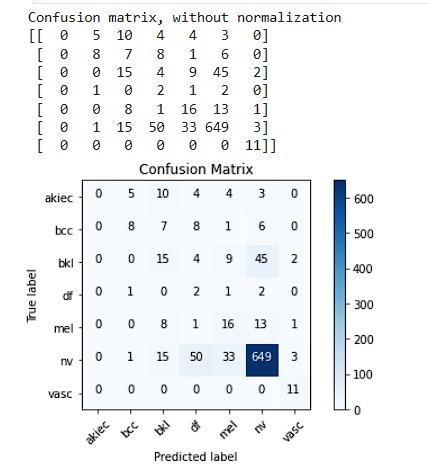 Confusion matrix, without normalization
[[ 0 5 10 4 4 3 0]
[ 0 8 7 8 1 6 0]
[ 0 0 15 4 9 45 2]
[ 0 1 0 2 1 2 0]
[ 0 0 8 1 16 13 1]
[ 0 1 15 50 33 649 3]
[ 0 0 0 0 0 0 11]]
Confusion Matrix
akiec 0 5 10 4 4 3 0
bcc 0 8 7 8 1 6 0
bkl 0 0 15 4 9 45 2
df 0 1 0 2 1 2 0
mel 0 0 8 1 16 13 1
nv 0 1 15 50 33 649 3
vasc 0 0 0 0 0 0 11
True label
akiec bcc bkl df mel nv vasc
Predicted label
600
500
400
300
200
100
0